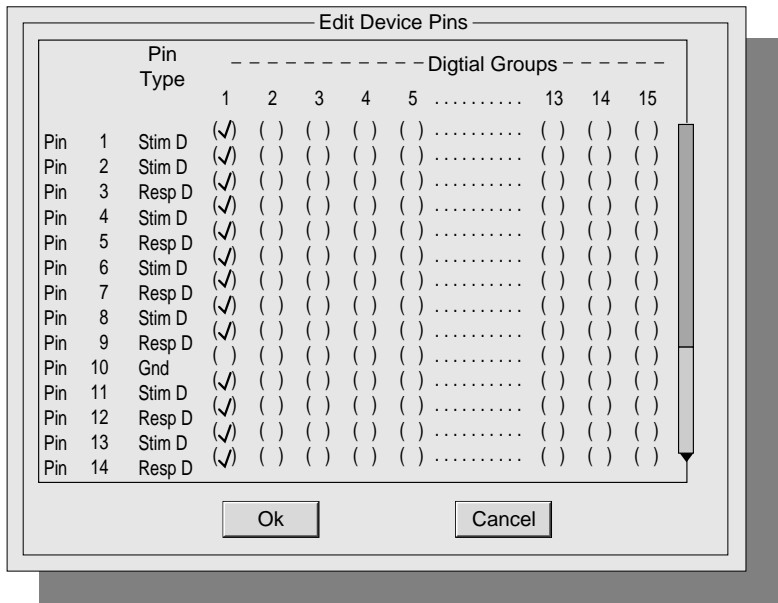 Edit Device Pins
Pin Type
- - - - - - - - - - - - - Digtial Groups - - - - - - -
1 2 3 4 5 .......... 13 14 15
Pin 1 Stim D (✓) ( ) ( ) ( ) ( ) .......... ( ) ( ) ( )
Pin 2 Stim D (✓) ( ) ( ) ( ) ( ) .......... ( ) ( ) ( )
Pin 3 Resp D (✓) ( ) ( ) ( ) ( ) .......... ( ) ( ) ( )
Pin 4 Stim D (✓) ( ) ( ) ( ) ( ) .......... ( ) ( ) ( )
Pin 5 Resp D (✓) ( ) ( ) ( ) ( ) .......... ( ) ( ) ( )
Pin 6 Stim D (✓) ( ) ( ) ( ) ( ) .......... ( ) ( ) ( )
Pin 7 Resp D (✓) ( ) ( ) ( ) ( ) .......... ( ) ( ) ( )
Pin 8 Stim D (✓) ( ) ( ) ( ) ( ) .......... ( ) ( ) ( )
Pin 9 Resp D (✓) ( ) ( ) ( ) ( ) .......... ( ) ( ) ( )
Pin 10 Gnd ( ) ( ) ( ) ( ) ( ) .......... ( ) ( ) ( )
Pin 11 Stim D (✓) ( ) ( ) ( ) ( ) .......... ( ) ( ) ( )
Pin 12 Resp D (✓) ( ) ( ) ( ) ( ) .......... ( ) ( ) ( )
Pin 13 Stim D (✓) ( ) ( ) ( ) ( ) .......... ( ) ( ) ( )
Pin 14 Resp D (✓) ( ) ( ) ( ) ( ) .......... ( ) ( ) ( )
Ok Cancel